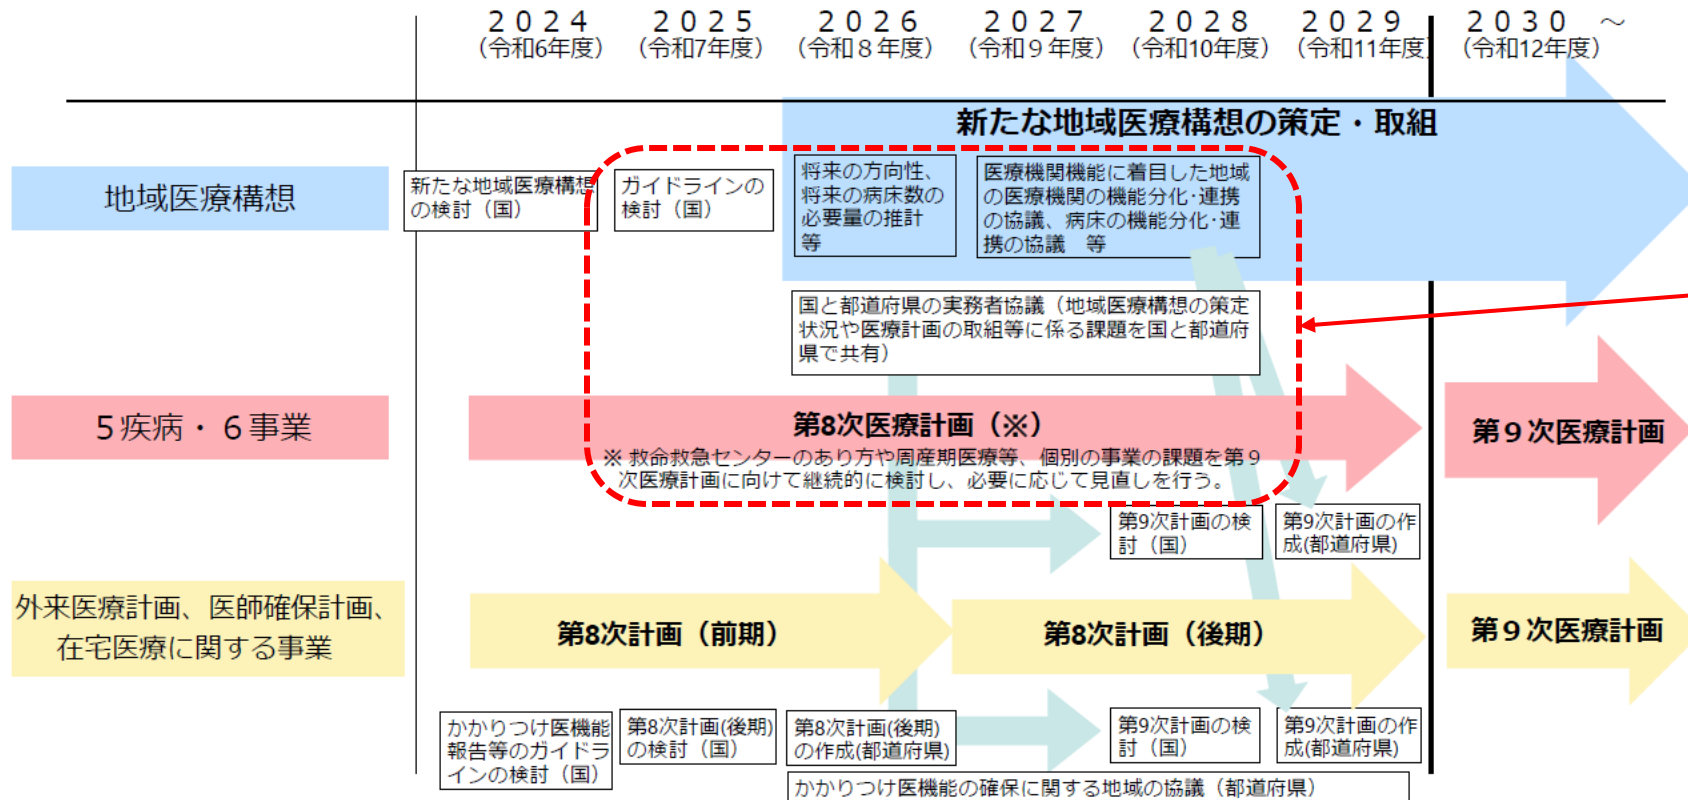 ２０２４
(令和6年度)
２０２５
(令和7年度)
２０２６
(令和８年度)
２０２７
(令和９年度)
２０２８
(令和10年度)
２０２９
(令和11年度)
２０３０　～
(令和12年度)
新たな地域医療構想の策定・取組
地域医療構想
新たな地域医療構想
の検討（国）
ガイドラインの
検討（国）
将来の方向性、
将来の病床数の
必要量の推計
等
医療機関機能に着目した地域
の医療機関の機能分化･連携
の協議、病床の機能分化･連
携の協議　等
国と都道府県の実務者協議（地域医療構想の策定
状況や医療計画の取組等に係る課題を国と都道府
県で共有）
５疾病・６事業
第8次医療計画（※）
※ 救命救急センターのあり方や周産期医療等、個別の事業の課題を第９
次医療計画に向けて継続的に検討し、必要に応じて見直しを行う。
第９次医療計画
第9次計画の検
討（国）
第9次計画の作
成(都道府県)
外来医療計画、医師確保計画、
在宅医療に関する事業
第8次計画（前期）
第8次計画（後期）
第９次医療計画
かかりつけ医機能
報告等のガイドラ
インの検討（国）
第8次計画(後期)
の検討（国）
第8次計画(後期)
の作成(都道府県)
第9次計画の検
討（国）
第9次計画の作
成(都道府県)
かかりつけ医機能の確保に関する地域の協議（都道府県）